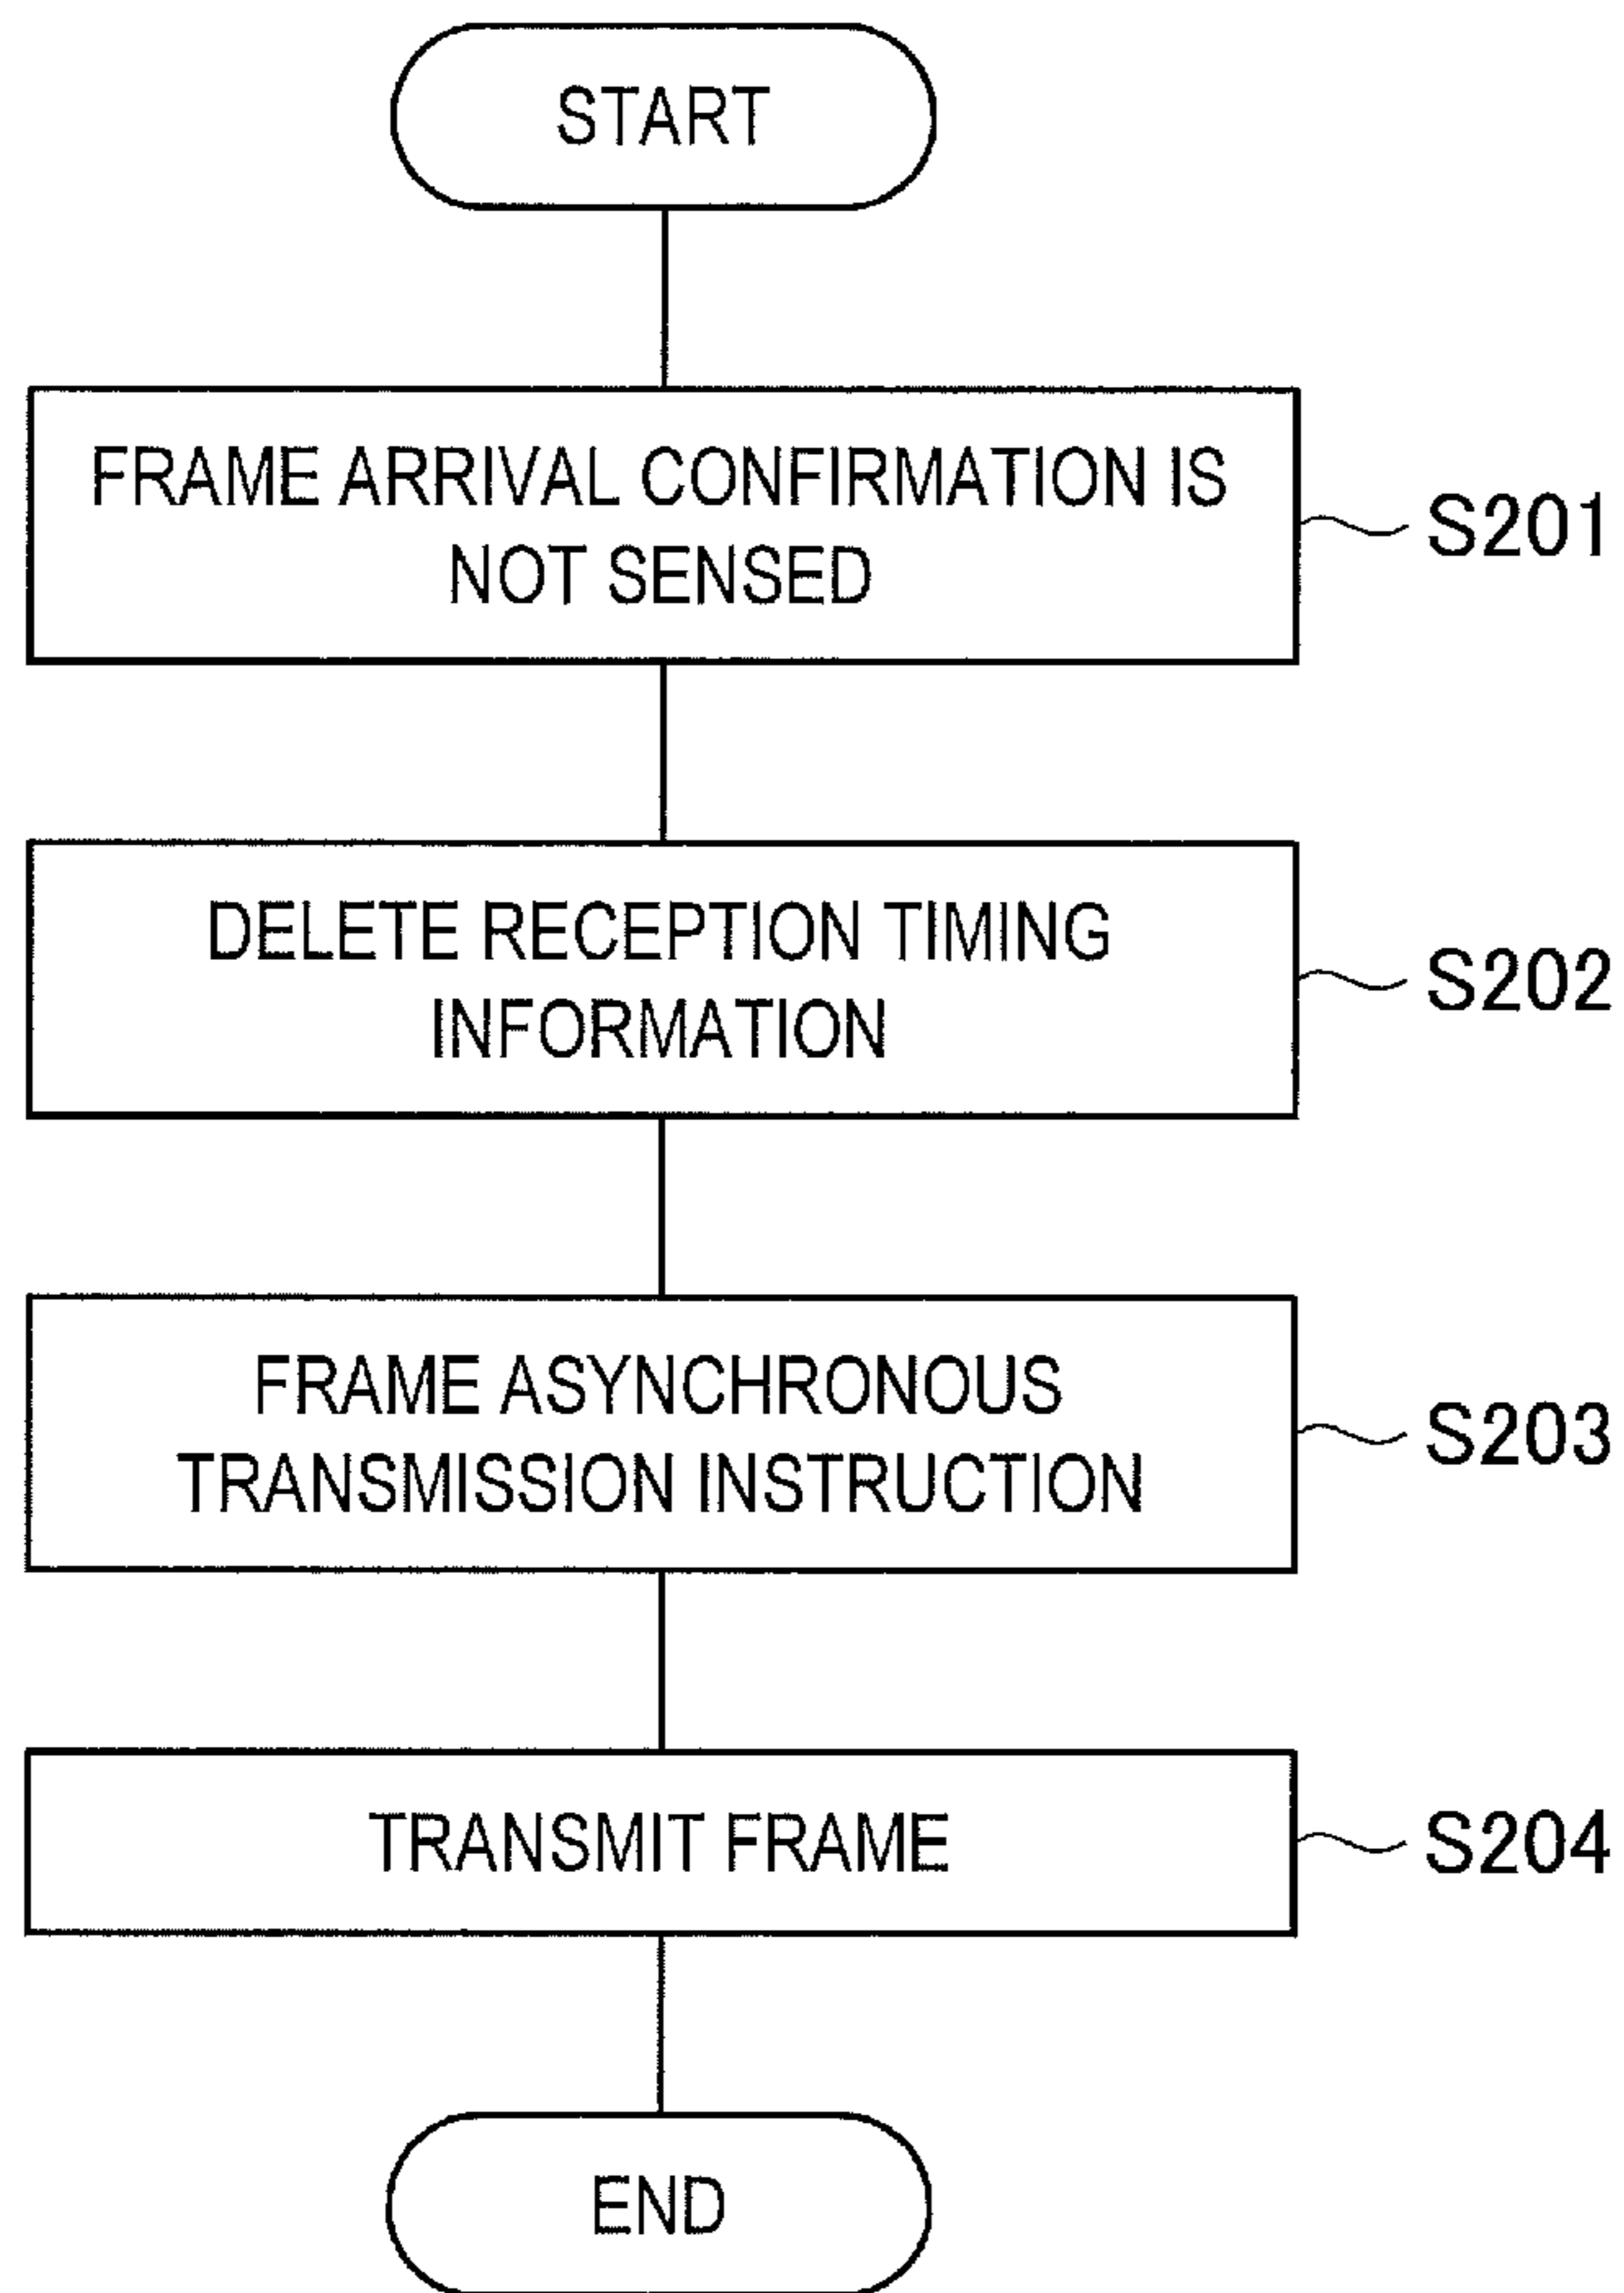 START
FRAME ARRIVAL CONFIRMATION IS
NOT SENSED
S201
DELETE RECEPTION TIMING
INFORMATION
S202
FRAME ASYNCHRONOUS
TRANSMISSION INSTRUCTION
S203
TRANSMIT FRAME
S204
END